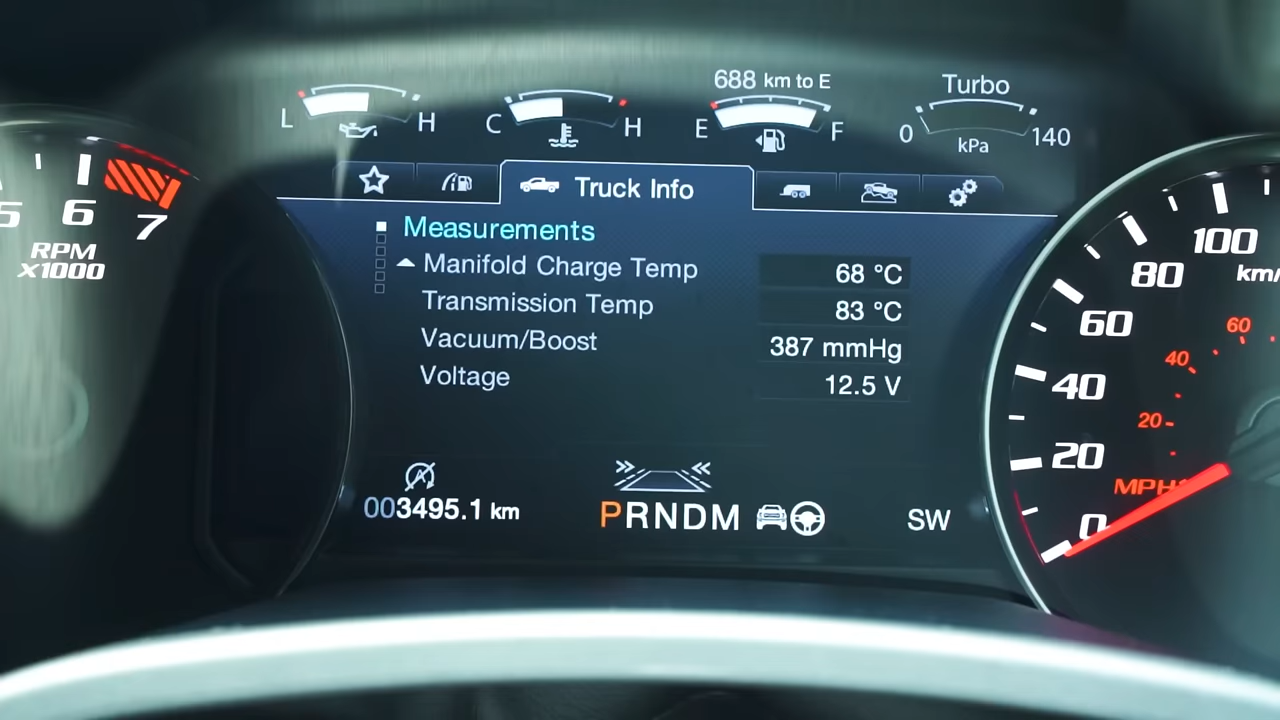 688 km to E
Turbo
L H
C H
E F
0 140
kPa
Truck Info
5 6 7
RPM
x1000
Measurements
Manifold Charge Temp 68 °C
Transmission Temp 83 °C
Vacuum/Boost 387 mmHg
Voltage 12.5 V
A
003495.1 km
PRNDM
SW
100
80
km/
60
60
40
40
20
20
MPH
0